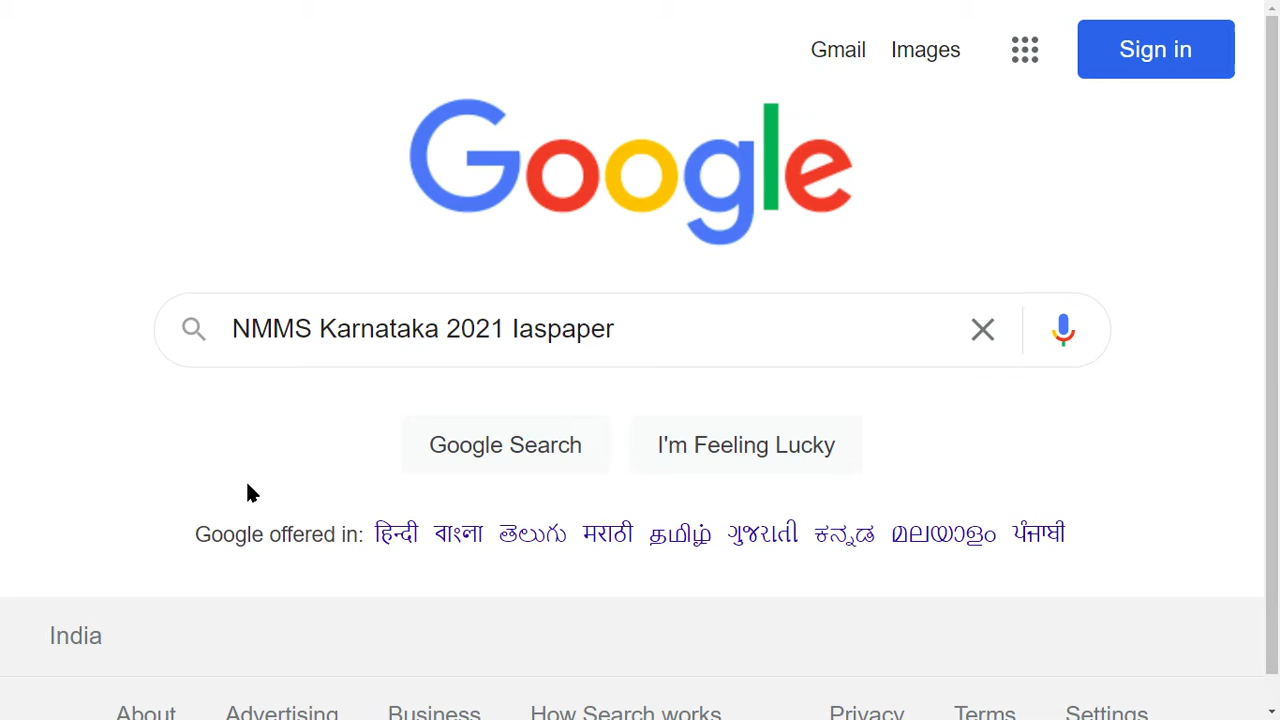 Gmail Images Sign in
Google
NMMS Karnataka 2021 Iaspaper
Google Search I'm Feeling Lucky
Google offered in: हिन्दी বাংলা తెలుగు मराठी தமிழ் ગુજરાતી ಕನ್ನಡ മലയാളം ਪੰਜਾਬੀ
India
About Advertising Business How Search works Privacy Terms Settings